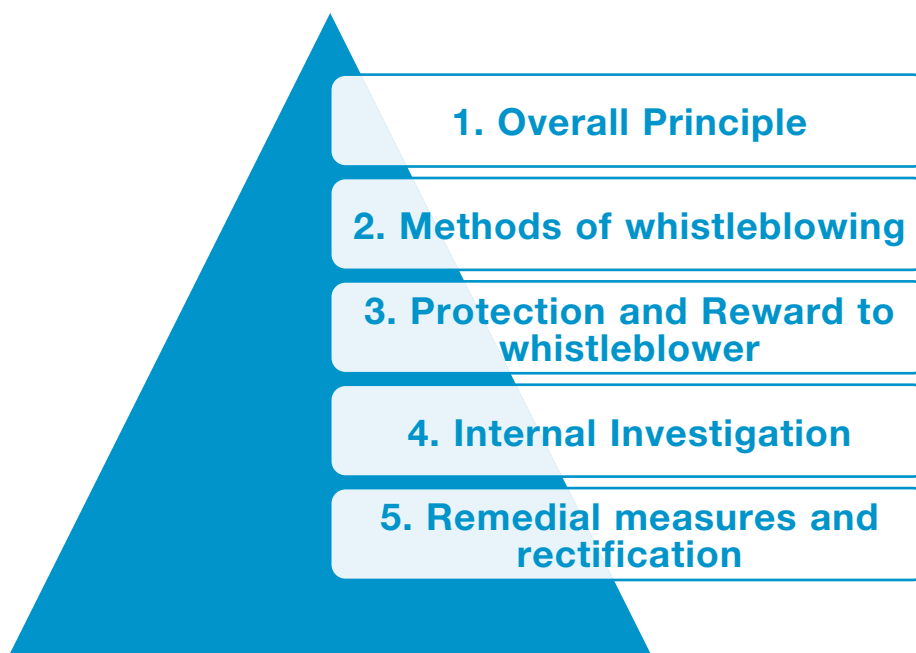 1. Overall Principle
2. Methods of whistleblowing
3. Protection and Reward to
whistleblower
4. Internal Investigation
5. Remedial measures and
rectification